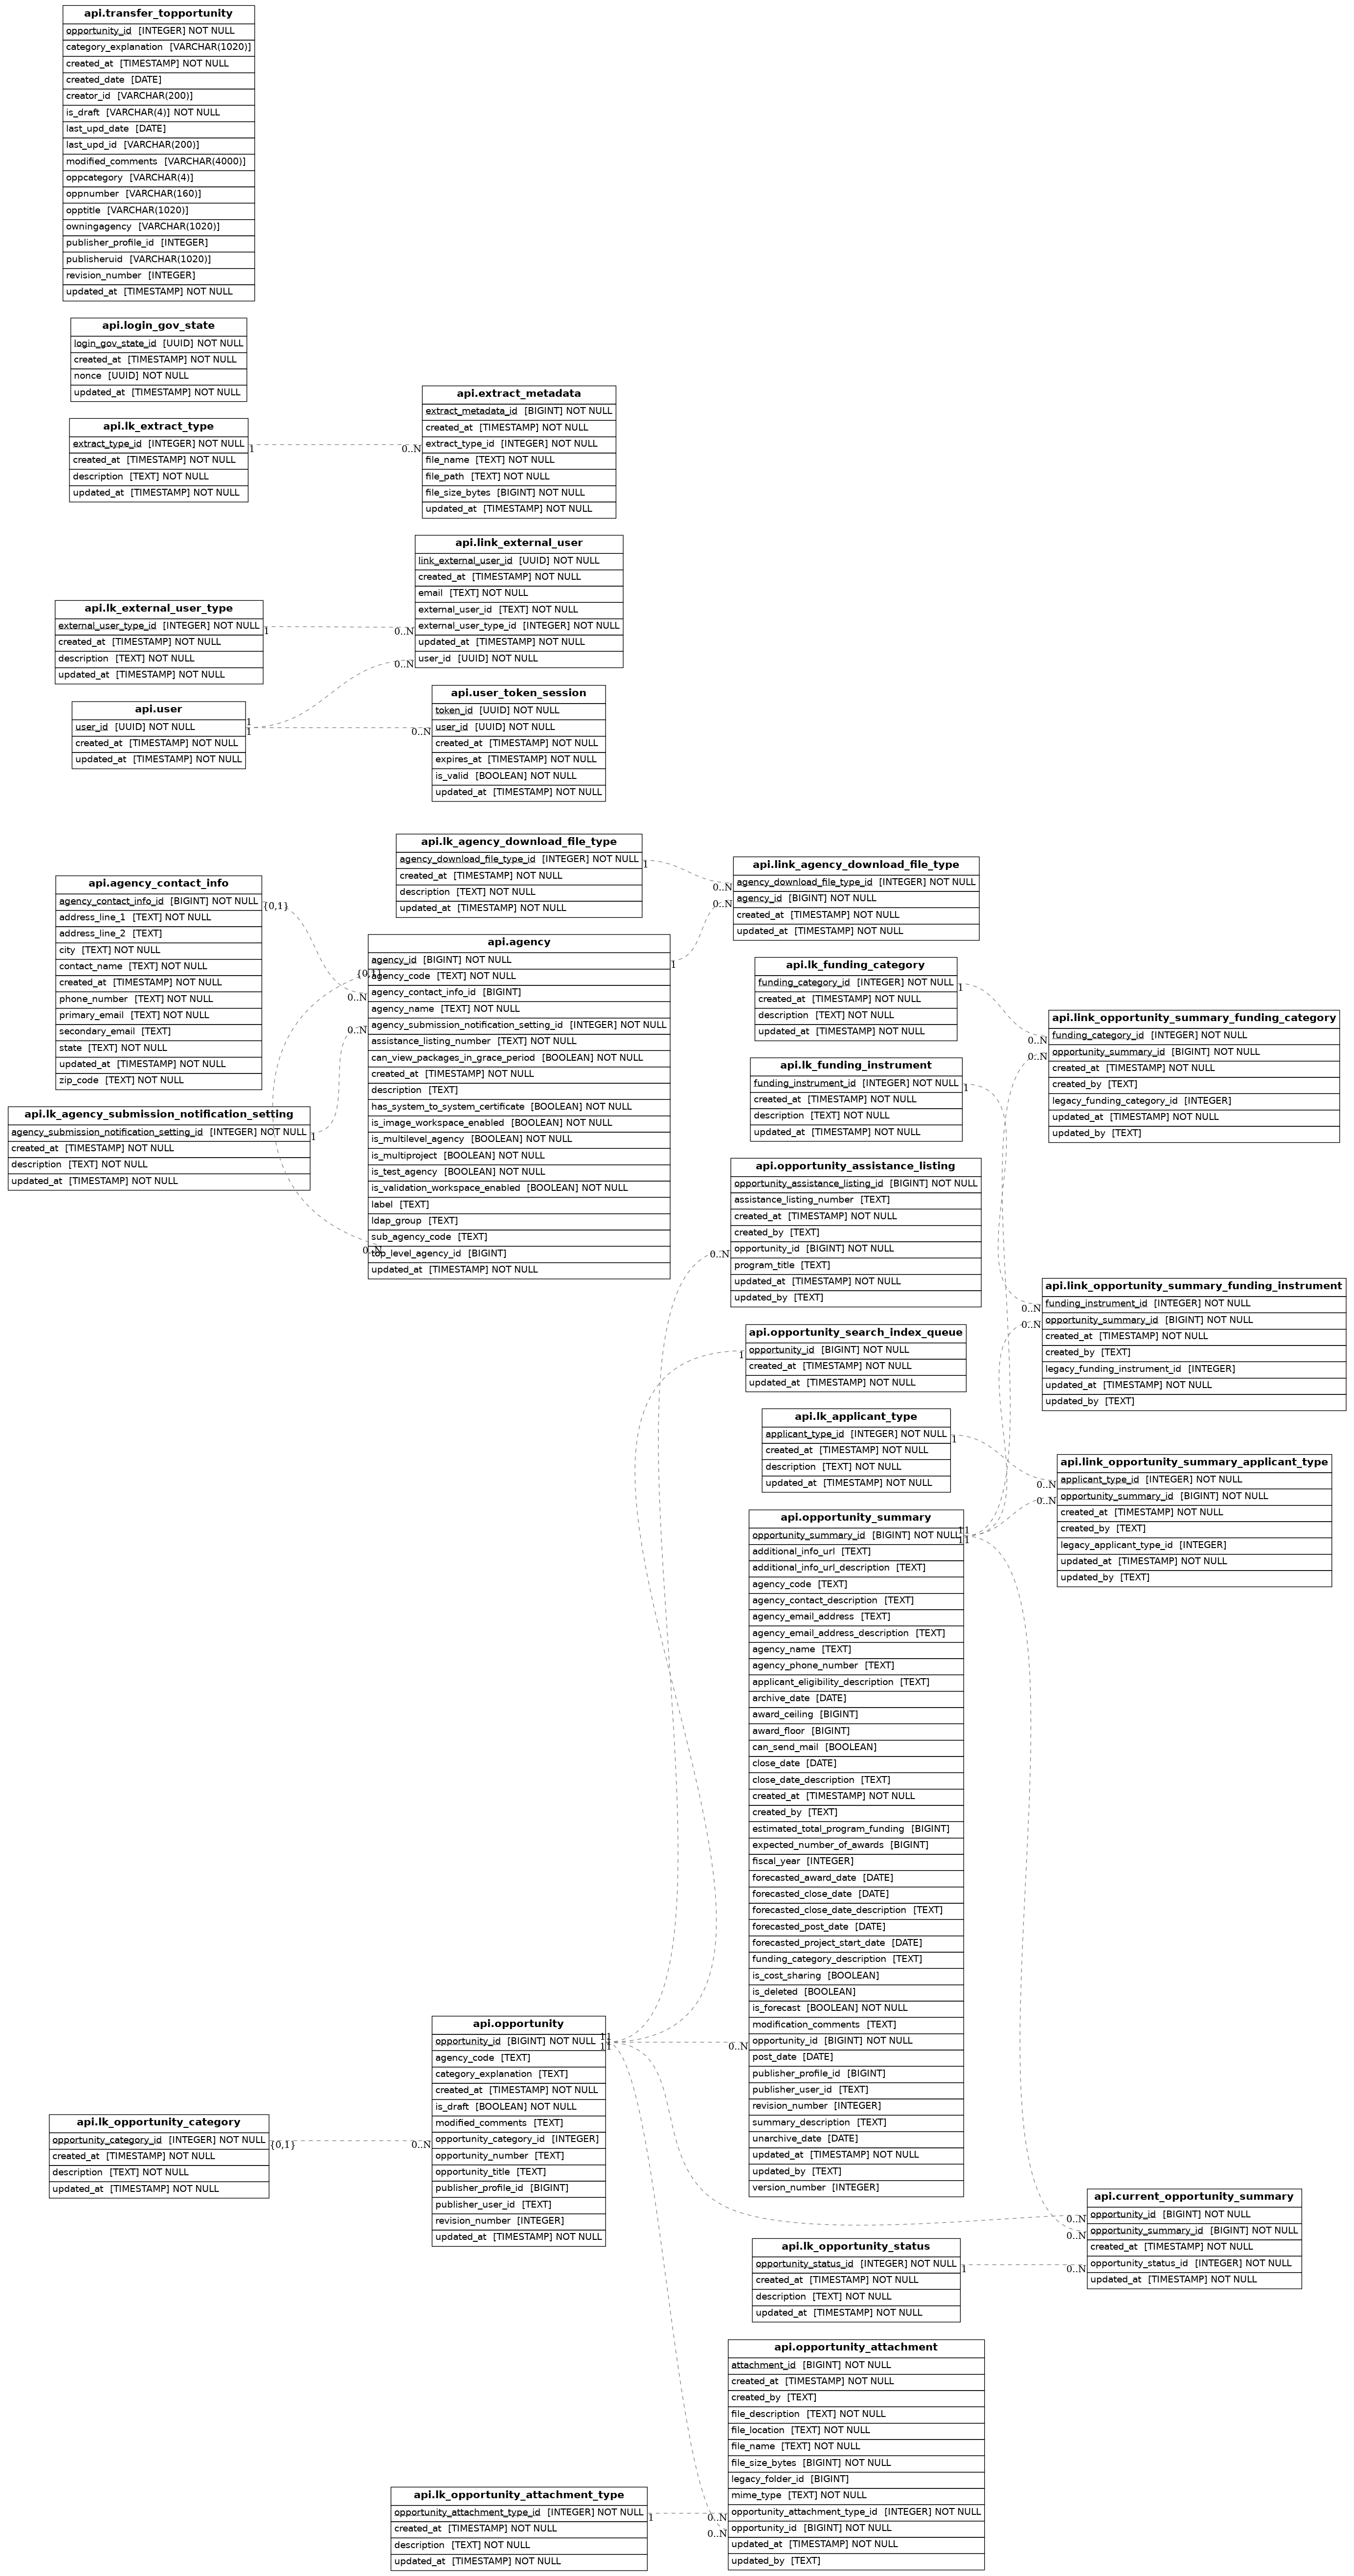 api.transfer_topportunity
opportunity_id [INTEGER] NOT NULL
category_explanation [VARCHAR(1020)]
created_at [TIMESTAMP] NOT NULL
created_date [DATE]
creator_id [VARCHAR(200)]
is_draft [VARCHAR(4)] NOT NULL
last_upd_date [DATE]
last_upd_id [VARCHAR(200)]
modified_comments [VARCHAR(4000)]
oppcategory [VARCHAR(4)]
oppnumber [VARCHAR(160)]
opptitle [VARCHAR(1020)]
owningagency [VARCHAR(1020)]
publisher_profile_id [INTEGER]
publisheruid [VARCHAR(1020)]
revision_number [INTEGER]
updated_at [TIMESTAMP] NOT NULL
api.login_gov_state
login_gov_state_id [UUID] NOT NULL
created_at [TIMESTAMP] NOT NULL
nonce [UUID] NOT NULL
updated_at [TIMESTAMP] NOT NULL
api.lk_extract_type
extract_type_id [INTEGER] NOT NULL
created_at [TIMESTAMP] NOT NULL
description [TEXT] NOT NULL
updated_at [TIMESTAMP] NOT NULL
1
0..N
api.extract_metadata
extract_metadata_id [BIGINT] NOT NULL
created_at [TIMESTAMP] NOT NULL
extract_type_id [INTEGER] NOT NULL
file_name [TEXT] NOT NULL
file_path [TEXT] NOT NULL
file_size_bytes [BIGINT] NOT NULL
updated_at [TIMESTAMP] NOT NULL
api.link_external_user
link_external_user_id [UUID] NOT NULL
created_at [TIMESTAMP] NOT NULL
email [TEXT] NOT NULL
external_user_id [TEXT] NOT NULL
external_user_type_id [INTEGER] NOT NULL
updated_at [TIMESTAMP] NOT NULL
user_id [UUID] NOT NULL
api.lk_external_user_type
external_user_type_id [INTEGER] NOT NULL
created_at [TIMESTAMP] NOT NULL
description [TEXT] NOT NULL
updated_at [TIMESTAMP] NOT NULL
1
0..N
0..N
api.user
user_id [UUID] NOT NULL
created_at [TIMESTAMP] NOT NULL
updated_at [TIMESTAMP] NOT NULL
1
1
0..N
api.user_token_session
token_id [UUID] NOT NULL
user_id [UUID] NOT NULL
created_at [TIMESTAMP] NOT NULL
expires_at [TIMESTAMP] NOT NULL
is_valid [BOOLEAN] NOT NULL
updated_at [TIMESTAMP] NOT NULL
api.lk_agency_download_file_type
agency_download_file_type_id [INTEGER] NOT NULL
created_at [TIMESTAMP] NOT NULL
description [TEXT] NOT NULL
updated_at [TIMESTAMP] NOT NULL
1
0..N
0..N
api.link_agency_download_file_type
agency_download_file_type_id [INTEGER] NOT NULL
agency_id [BIGINT] NOT NULL
created_at [TIMESTAMP] NOT NULL
updated_at [TIMESTAMP] NOT NULL
api.agency_contact_info
agency_contact_info_id [BIGINT] NOT NULL
address_line_1 [TEXT] NOT NULL
address_line_2 [TEXT]
city [TEXT] NOT NULL
contact_name [TEXT] NOT NULL
created_at [TIMESTAMP] NOT NULL
phone_number [TEXT] NOT NULL
primary_email [TEXT] NOT NULL
secondary_email [TEXT]
state [TEXT] NOT NULL
updated_at [TIMESTAMP] NOT NULL
zip_code [TEXT] NOT NULL
{0,1}
0..N
0..N
{0,1}
0..N
1
api.agency
agency_id [BIGINT] NOT NULL
agency_code [TEXT] NOT NULL
agency_contact_info_id [BIGINT]
agency_name [TEXT] NOT NULL
agency_submission_notification_setting_id [INTEGER] NOT NULL
assistance_listing_number [TEXT] NOT NULL
can_view_packages_in_grace_period [BOOLEAN] NOT NULL
created_at [TIMESTAMP] NOT NULL
description [TEXT]
has_system_to_system_certificate [BOOLEAN] NOT NULL
is_image_workspace_enabled [BOOLEAN] NOT NULL
is_multilevel_agency [BOOLEAN] NOT NULL
is_multiproject [BOOLEAN] NOT NULL
is_test_agency [BOOLEAN] NOT NULL
is_validation_workspace_enabled [BOOLEAN] NOT NULL
label [TEXT]
ldap_group [TEXT]
sub_agency_code [TEXT]
top_level_agency_id [BIGINT]
updated_at [TIMESTAMP] NOT NULL
api.lk_agency_submission_notification_setting
agency_submission_notification_setting_id [INTEGER] NOT NULL
created_at [TIMESTAMP] NOT NULL
description [TEXT] NOT NULL
updated_at [TIMESTAMP] NOT NULL
1
api.lk_funding_category
funding_category_id [INTEGER] NOT NULL
created_at [TIMESTAMP] NOT NULL
description [TEXT] NOT NULL
updated_at [TIMESTAMP] NOT NULL
1
0..N
0..N
api.link_opportunity_summary_funding_category
funding_category_id [INTEGER] NOT NULL
opportunity_summary_id [BIGINT] NOT NULL
created_at [TIMESTAMP] NOT NULL
created_by [TEXT]
legacy_funding_category_id [INTEGER]
updated_at [TIMESTAMP] NOT NULL
updated_by [TEXT]
api.lk_funding_instrument
funding_instrument_id [INTEGER] NOT NULL
created_at [TIMESTAMP] NOT NULL
description [TEXT] NOT NULL
updated_at [TIMESTAMP] NOT NULL
1
api.opportunity_assistance_listing
opportunity_assistance_listing_id [BIGINT] NOT NULL
assistance_listing_number [TEXT]
created_at [TIMESTAMP] NOT NULL
created_by [TEXT]
opportunity_id [BIGINT] NOT NULL
program_title [TEXT]
updated_at [TIMESTAMP] NOT NULL
updated_by [TEXT]
0..N
api.link_opportunity_summary_funding_instrument
funding_instrument_id [INTEGER] NOT NULL
opportunity_summary_id [BIGINT] NOT NULL
created_at [TIMESTAMP] NOT NULL
created_by [TEXT]
legacy_funding_instrument_id [INTEGER]
updated_at [TIMESTAMP] NOT NULL
updated_by [TEXT]
0..N
0..N
api.opportunity_search_index_queue
opportunity_id [BIGINT] NOT NULL
created_at [TIMESTAMP] NOT NULL
updated_at [TIMESTAMP] NOT NULL
1
api.lk_applicant_type
applicant_type_id [INTEGER] NOT NULL
created_at [TIMESTAMP] NOT NULL
description [TEXT] NOT NULL
updated_at [TIMESTAMP] NOT NULL
1
0..N
0..N
api.link_opportunity_summary_applicant_type
applicant_type_id [INTEGER] NOT NULL
opportunity_summary_id [BIGINT] NOT NULL
created_at [TIMESTAMP] NOT NULL
created_by [TEXT]
legacy_applicant_type_id [INTEGER]
updated_at [TIMESTAMP] NOT NULL
updated_by [TEXT]
api.opportunity_summary
opportunity_summary_id [BIGINT] NOT NULL
additional_info_url [TEXT]
additional_info_url_description [TEXT]
agency_code [TEXT]
agency_contact_description [TEXT]
agency_email_address [TEXT]
agency_email_address_description [TEXT]
agency_name [TEXT]
agency_phone_number [TEXT]
applicant_eligibility_description [TEXT]
archive_date [DATE]
award_ceiling [BIGINT]
award_floor [BIGINT]
can_send_mail [BOOLEAN]
close_date [DATE]
close_date_description [TEXT]
created_at [TIMESTAMP] NOT NULL
created_by [TEXT]
estimated_total_program_funding [BIGINT]
expected_number_of_awards [BIGINT]
fiscal_year [INTEGER]
forecasted_award_date [DATE]
forecasted_close_date [DATE]
forecasted_close_date_description [TEXT]
forecasted_post_date [DATE]
forecasted_project_start_date [DATE]
funding_category_description [TEXT]
is_cost_sharing [BOOLEAN]
is_deleted [BOOLEAN]
is_forecast [BOOLEAN] NOT NULL
modification_comments [TEXT]
opportunity_id [BIGINT] NOT NULL
post_date [DATE]
publisher_profile_id [BIGINT]
publisher_user_id [TEXT]
revision_number [INTEGER]
summary_description [TEXT]
unarchive_date [DATE]
updated_at [TIMESTAMP] NOT NULL
updated_by [TEXT]
version_number [INTEGER]
11
11
api.opportunity
opportunity_id [BIGINT] NOT NULL
agency_code [TEXT]
category_explanation [TEXT]
created_at [TIMESTAMP] NOT NULL
is_draft [BOOLEAN] NOT NULL
modified_comments [TEXT]
opportunity_category_id [INTEGER]
opportunity_number [TEXT]
opportunity_title [TEXT]
publisher_profile_id [BIGINT]
publisher_user_id [TEXT]
revision_number [INTEGER]
updated_at [TIMESTAMP] NOT NULL
11
11
0..N
api.lk_opportunity_category
opportunity_category_id [INTEGER] NOT NULL
created_at [TIMESTAMP] NOT NULL
description [TEXT] NOT NULL
updated_at [TIMESTAMP] NOT NULL
{0,1}
0..N
api.current_opportunity_summary
opportunity_id [BIGINT] NOT NULL
opportunity_summary_id [BIGINT] NOT NULL
created_at [TIMESTAMP] NOT NULL
opportunity_status_id [INTEGER] NOT NULL
updated_at [TIMESTAMP] NOT NULL
0..N
0..N
0..N
api.lk_opportunity_status
opportunity_status_id [INTEGER] NOT NULL
created_at [TIMESTAMP] NOT NULL
description [TEXT] NOT NULL
updated_at [TIMESTAMP] NOT NULL
1
api.opportunity_attachment
attachment_id [BIGINT] NOT NULL
created_at [TIMESTAMP] NOT NULL
created_by [TEXT]
file_description [TEXT] NOT NULL
file_location [TEXT] NOT NULL
file_name [TEXT] NOT NULL
file_size_bytes [BIGINT] NOT NULL
legacy_folder_id [BIGINT]
mime_type [TEXT] NOT NULL
opportunity_attachment_type_id [INTEGER] NOT NULL
opportunity_id [BIGINT] NOT NULL
updated_at [TIMESTAMP] NOT NULL
updated_by [TEXT]
0..N
0..N
api.lk_opportunity_attachment_type
opportunity_attachment_type_id [INTEGER] NOT NULL
created_at [TIMESTAMP] NOT NULL
description [TEXT] NOT NULL
updated_at [TIMESTAMP] NOT NULL
1